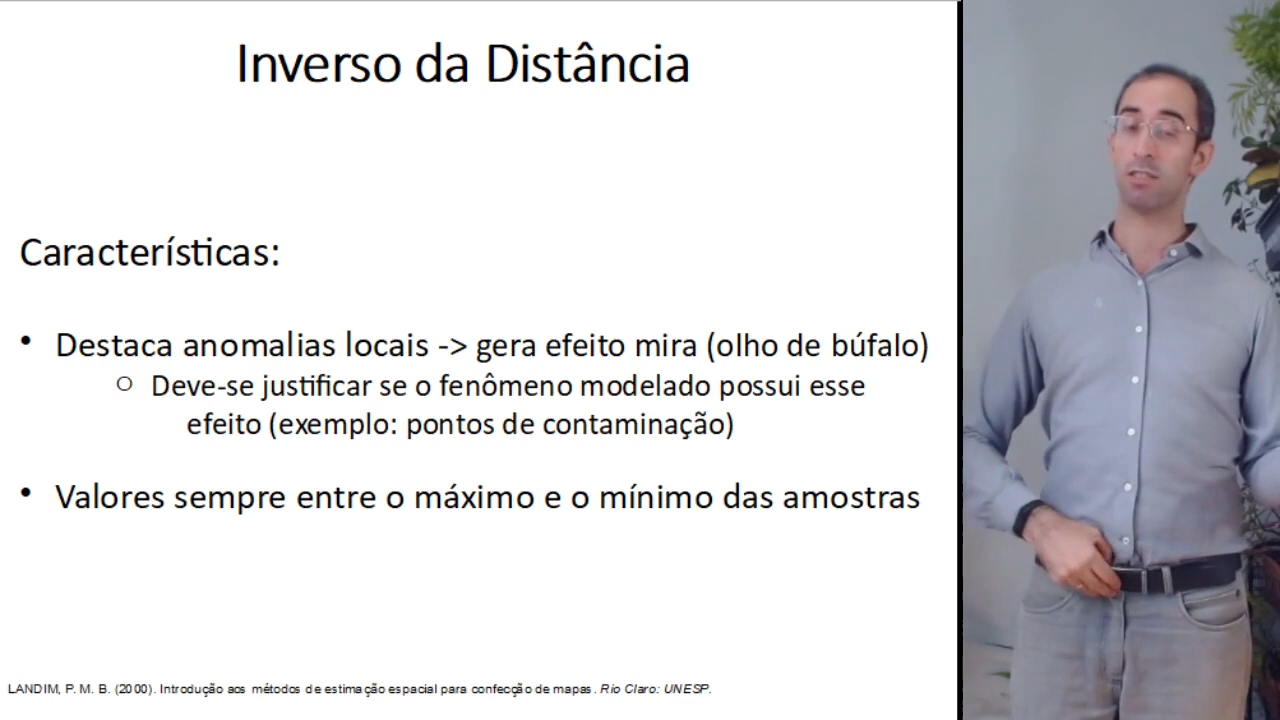 Inverso da Distância
Características:
• Destaca anomalias locais -> gera efeito mira (olho de búfalo)
○ Deve-se justificar se o fenômeno modelado possui esse
efeito (exemplo: pontos de contaminação)
• Valores sempre entre o máximo e o mínimo das amostras
LANDIM, P. M. B. (2000). Introdução aos métodos de estimação espacial para confecção de mapas. Rio Claro: UNESP.